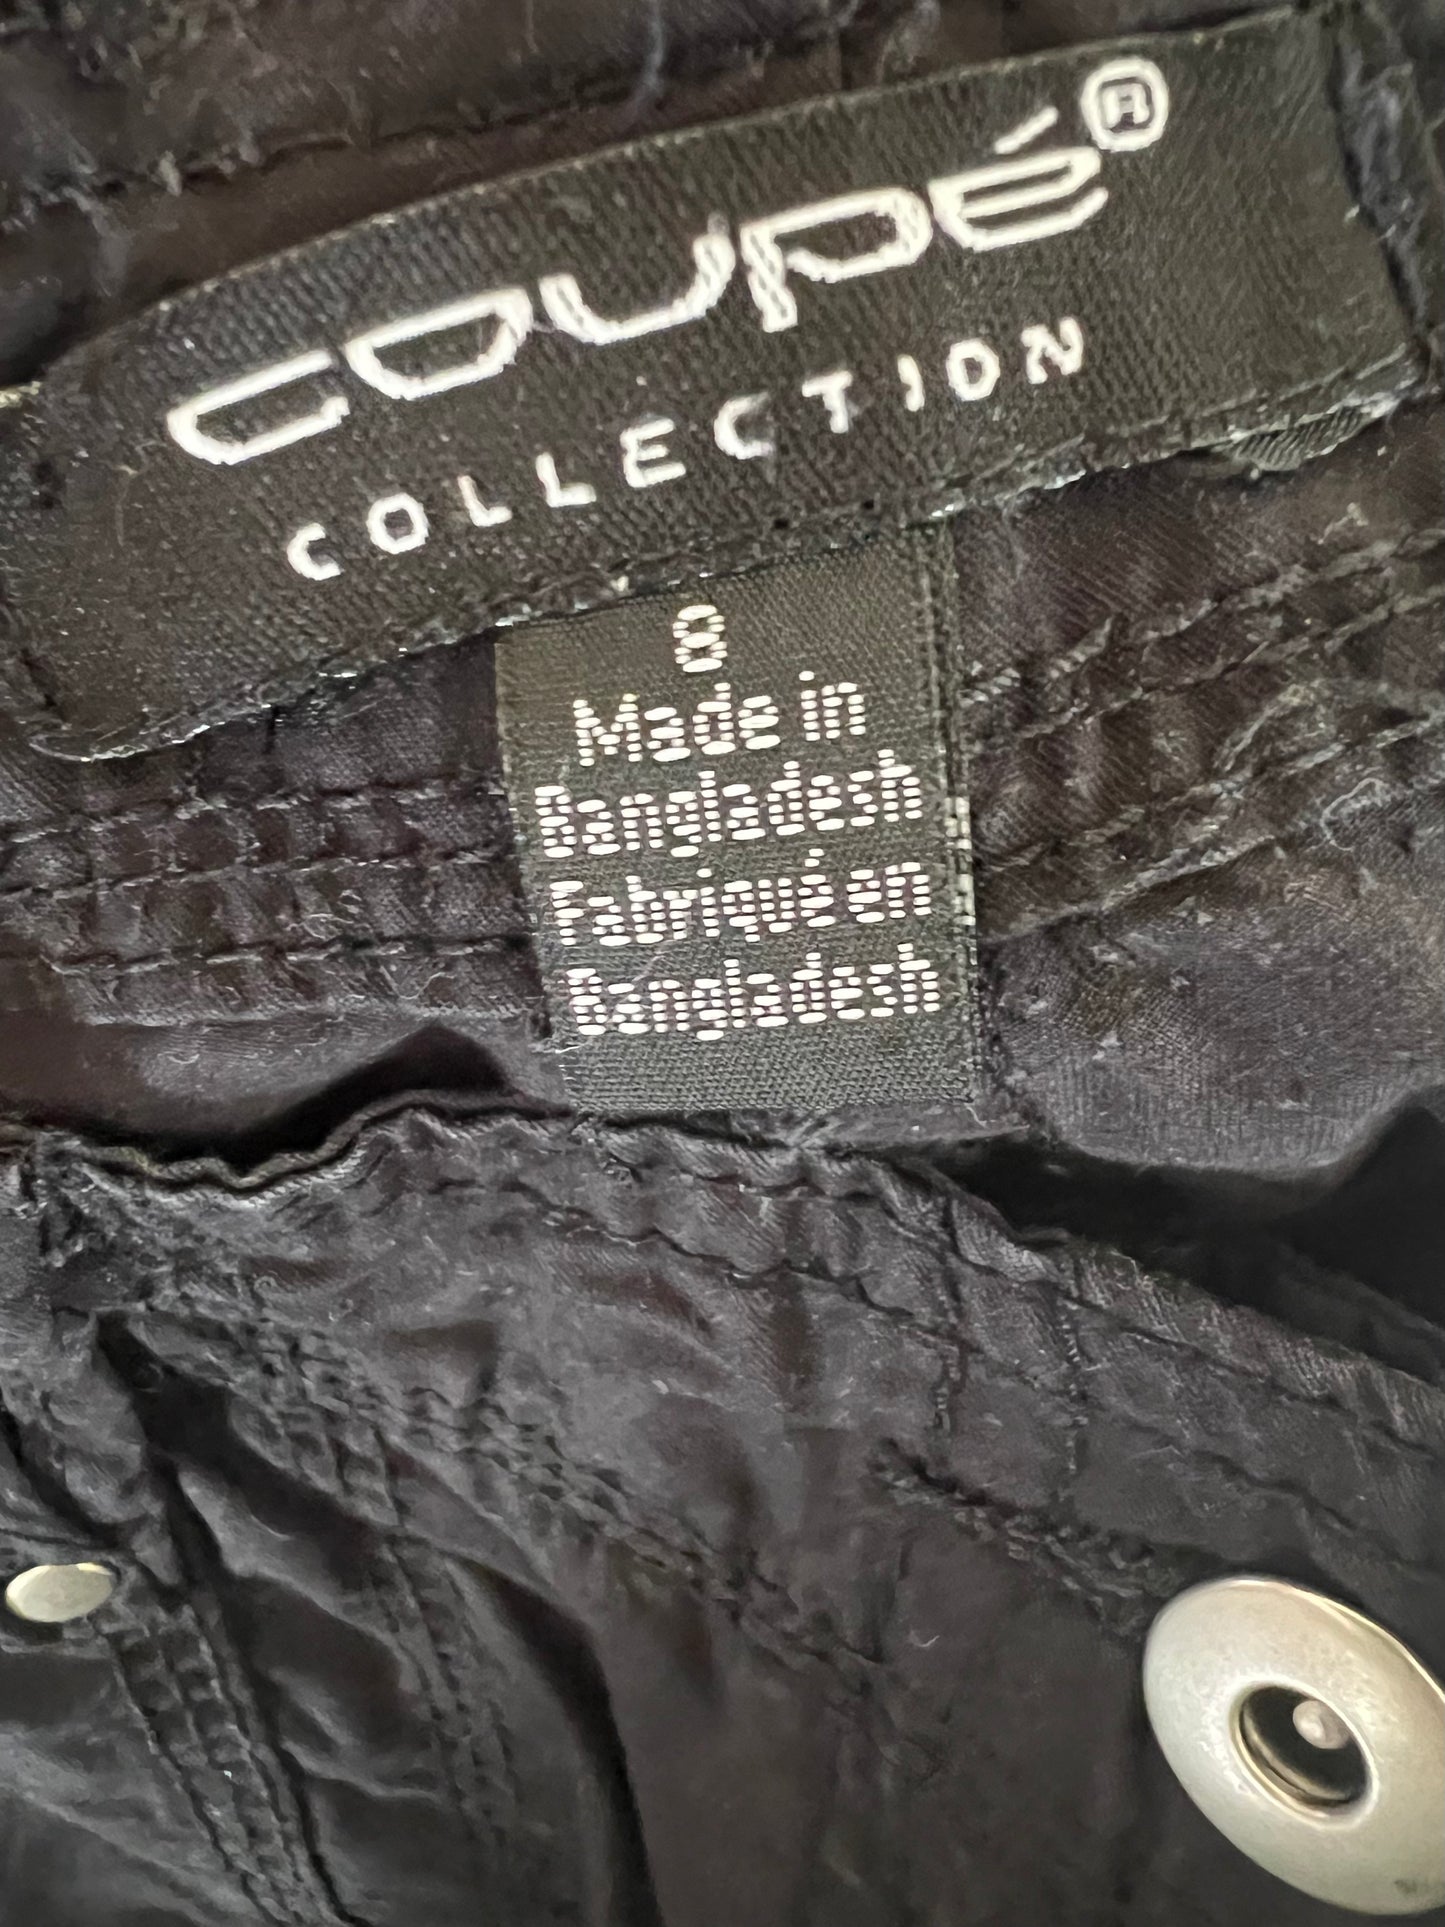 coupé®
COLLECTION
8
Made in
Bangladesh
Fabriqué en
Bangladesh